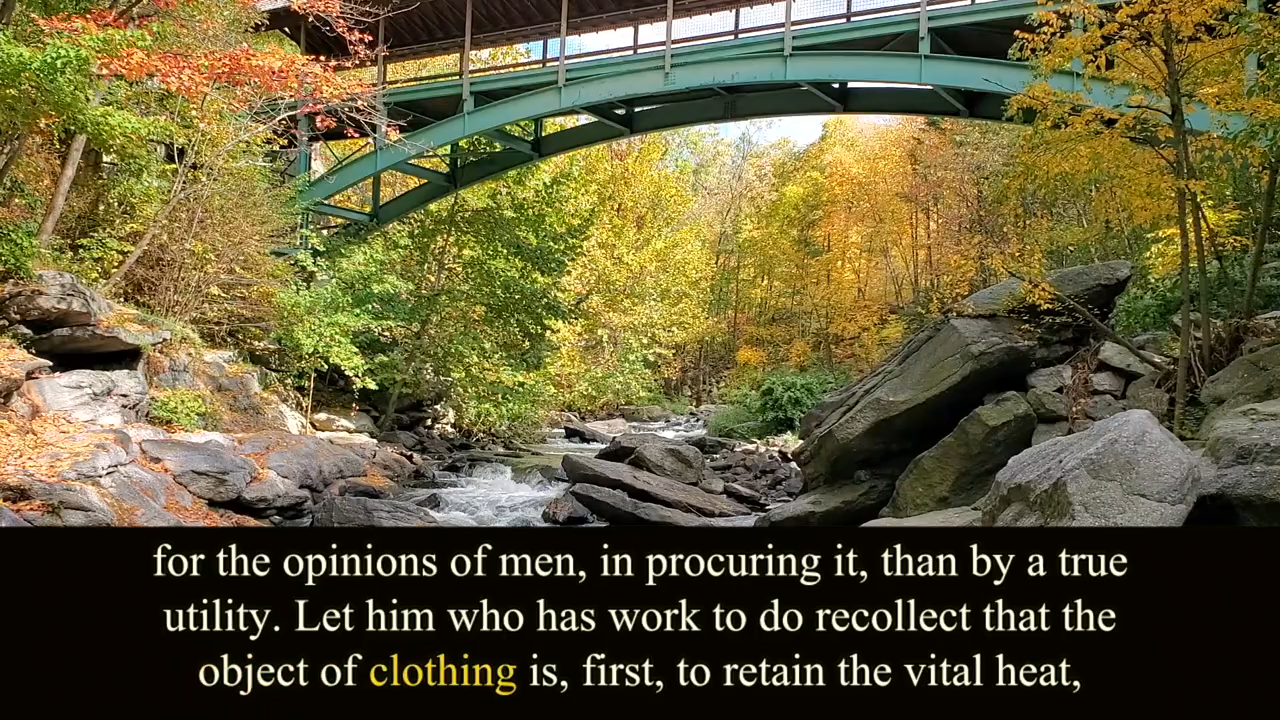 for the opinions of men, in procuring it, than by a true
utility. Let him who has work to do recollect that the
object of clothing is, first, to retain the vital heat,